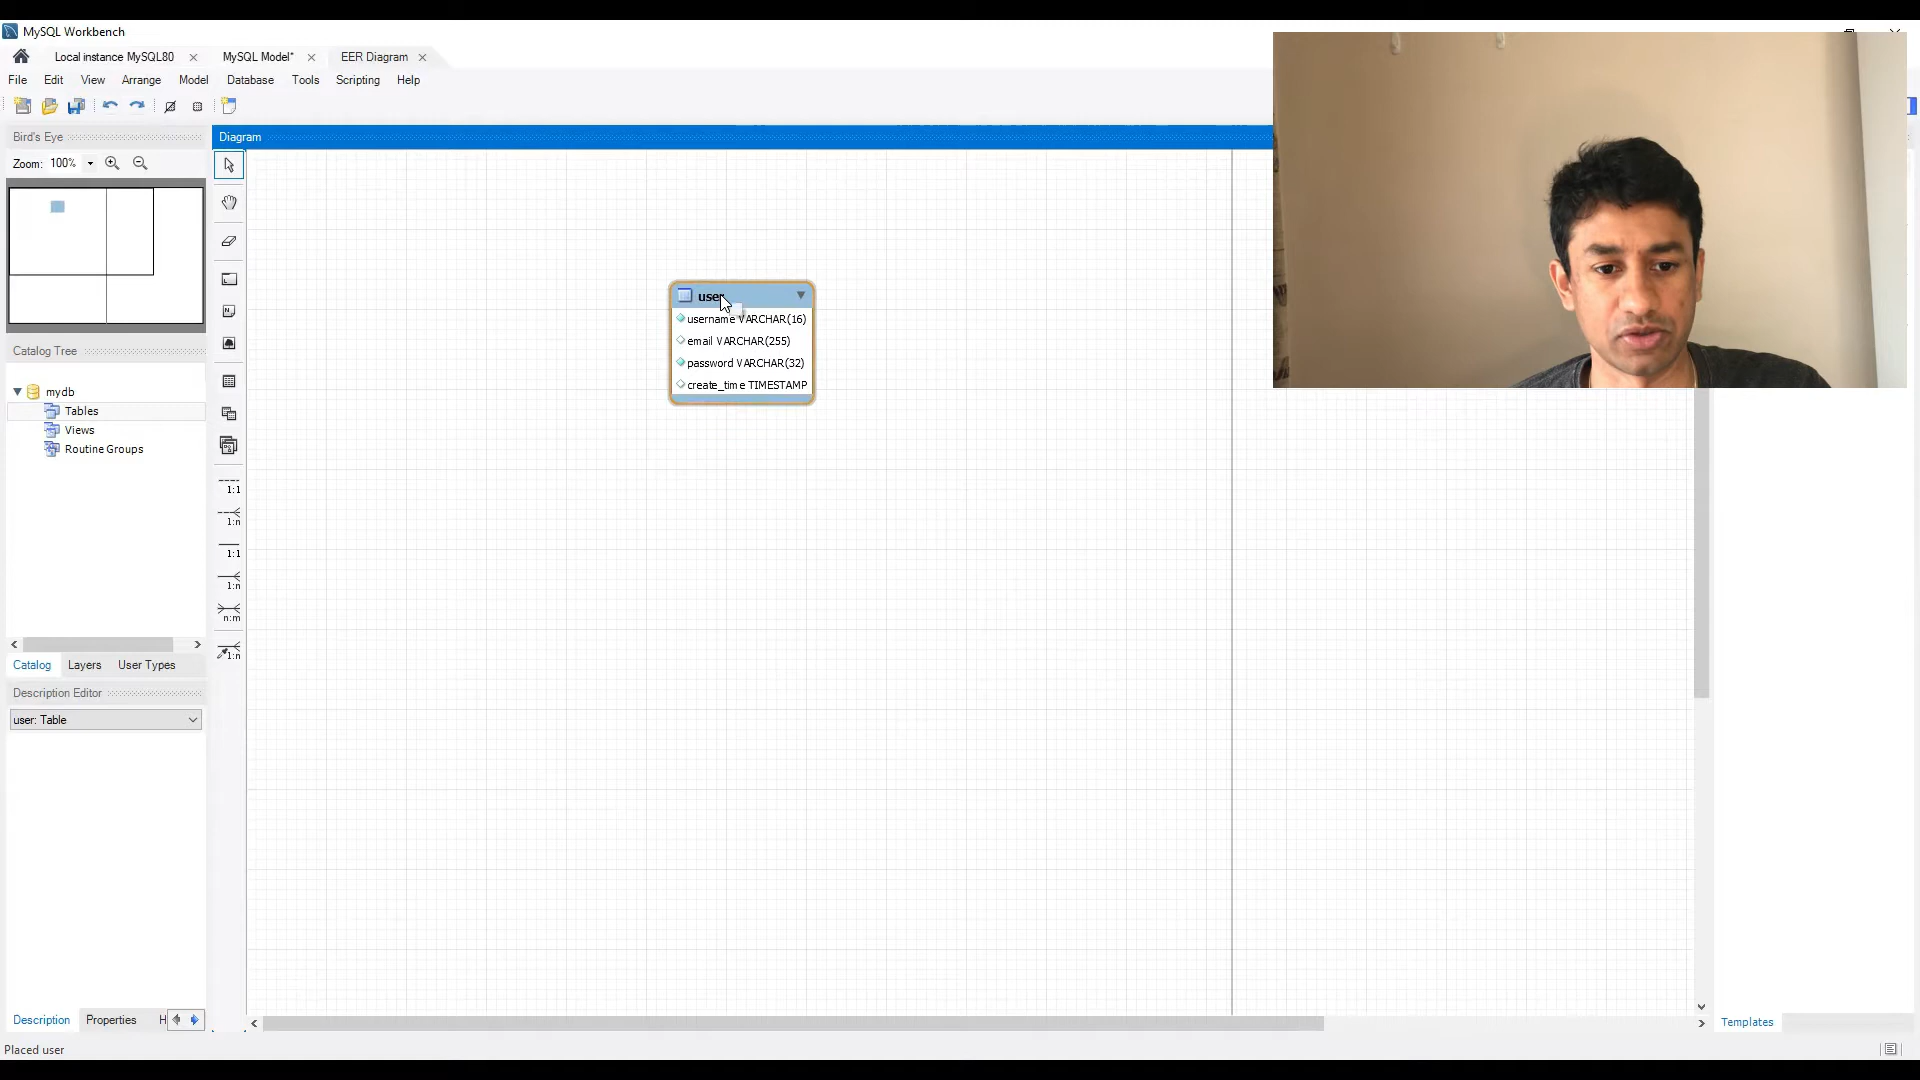 MySQL Workbench
Local instance MySQL80
MySQL Model*
EER Diagram
File Edit View Arrange Model Database Tools Scripting Help
Bird's Eye
Zoom: 100%
Diagram
user
username VARCHAR(16)
email VARCHAR(255)
password VARCHAR(32)
create_time TIMESTAMP
Catalog Tree
mydb
Tables
Views
Routine Groups
1:1
1:n
1:1
1:n
n:m
1:n
Catalog Layers User Types
Description Editor
user: Table
Description Properties H
Templates
Placed user